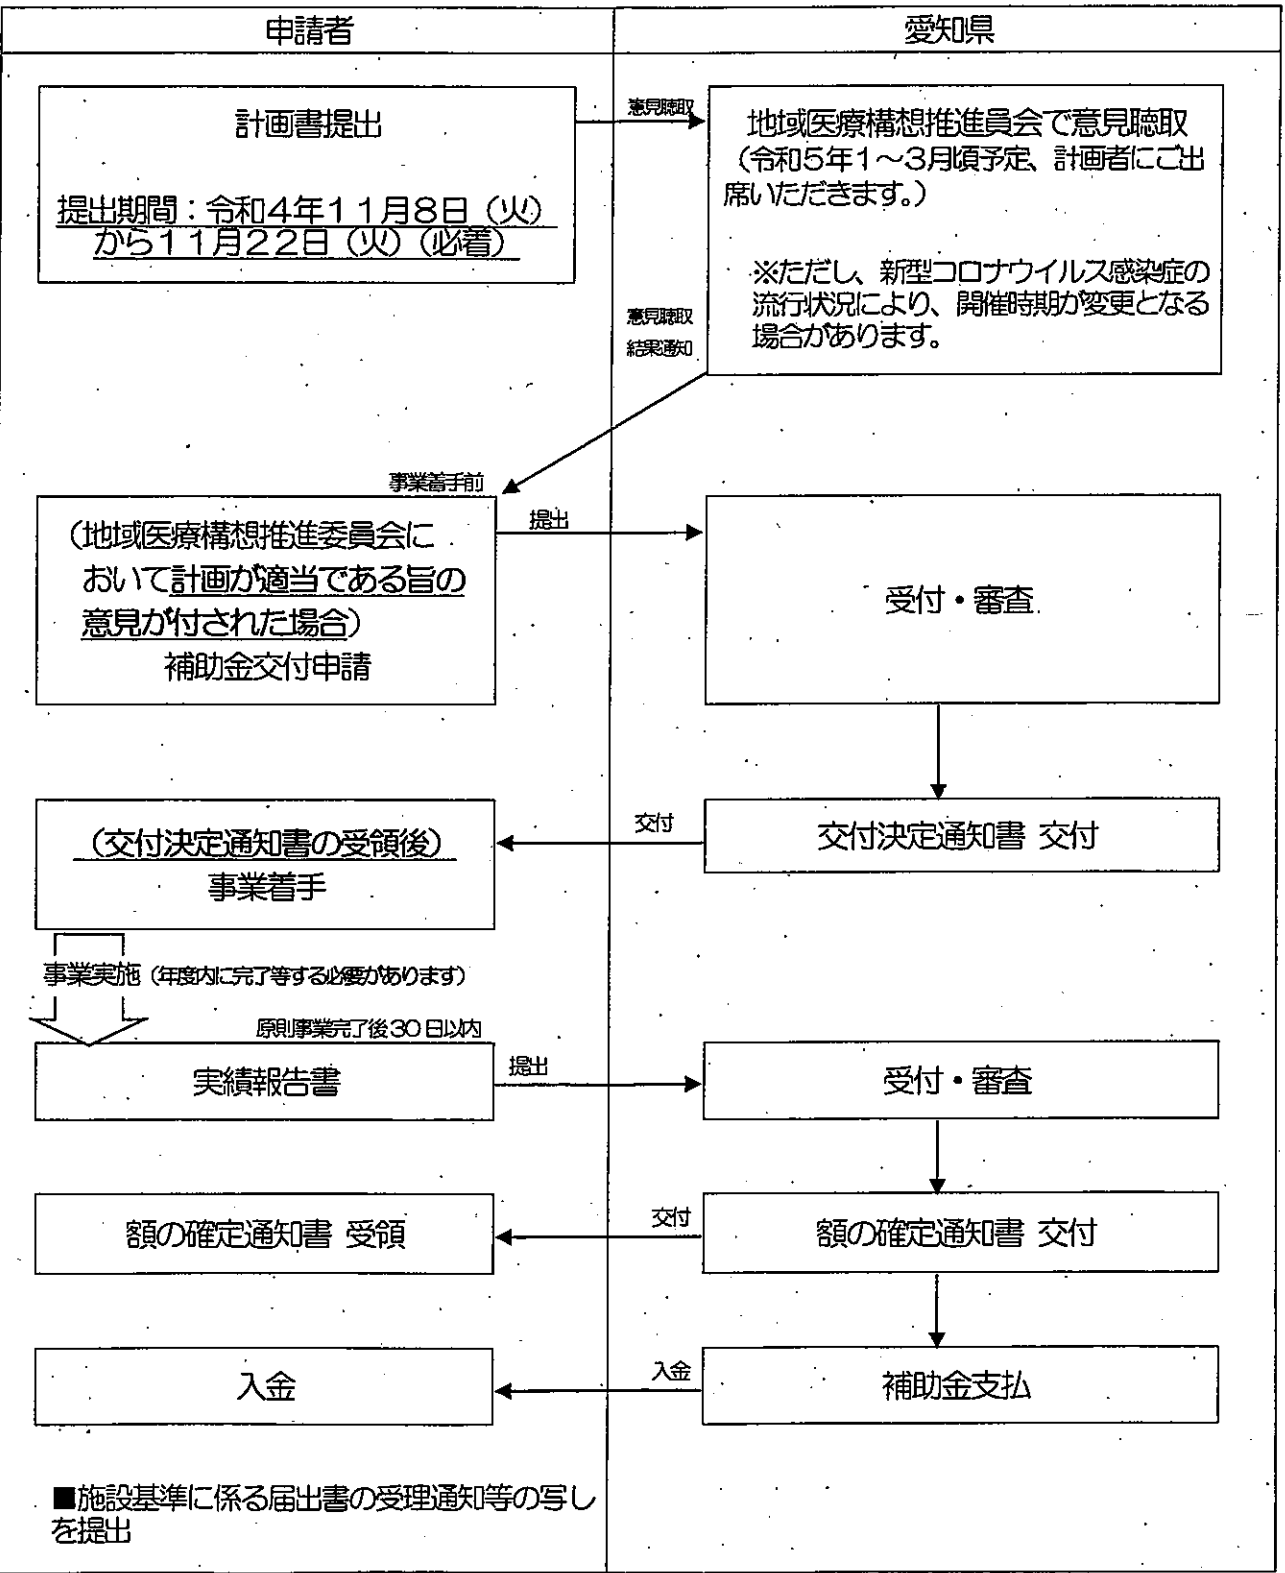 申請者
愛知県
計画書提出
提出期間：令和4年11月8日（火）
から11月22日（火）（必着）
意見聴取
地域医療構想推進員会で意見聴取
（令和5年1～3月頃予定、計画者にご出
席いただきます。）
※ただし、新型コロナウイルス感染症の
流行状況により、開催時期が変更となる
場合があります。
意見聴取
結果通知
事業着手前
（地域医療構想推進委員会に
おいて計画が適当である旨の
意見が付された場合）
補助金交付申請
提出
受付・審査
交付決定通知書 交付
交付
（交付決定通知書の受領後）
事業着手
事業実施（年度内に完了等する必要があります）
原則事業完了後30日以内
実績報告書
提出
受付・審査
額の確定通知書 交付
交付
額の確定通知書 受領
補助金支払
入金
入金
■施設基準に係る届出書の受理通知等の写し
を提出